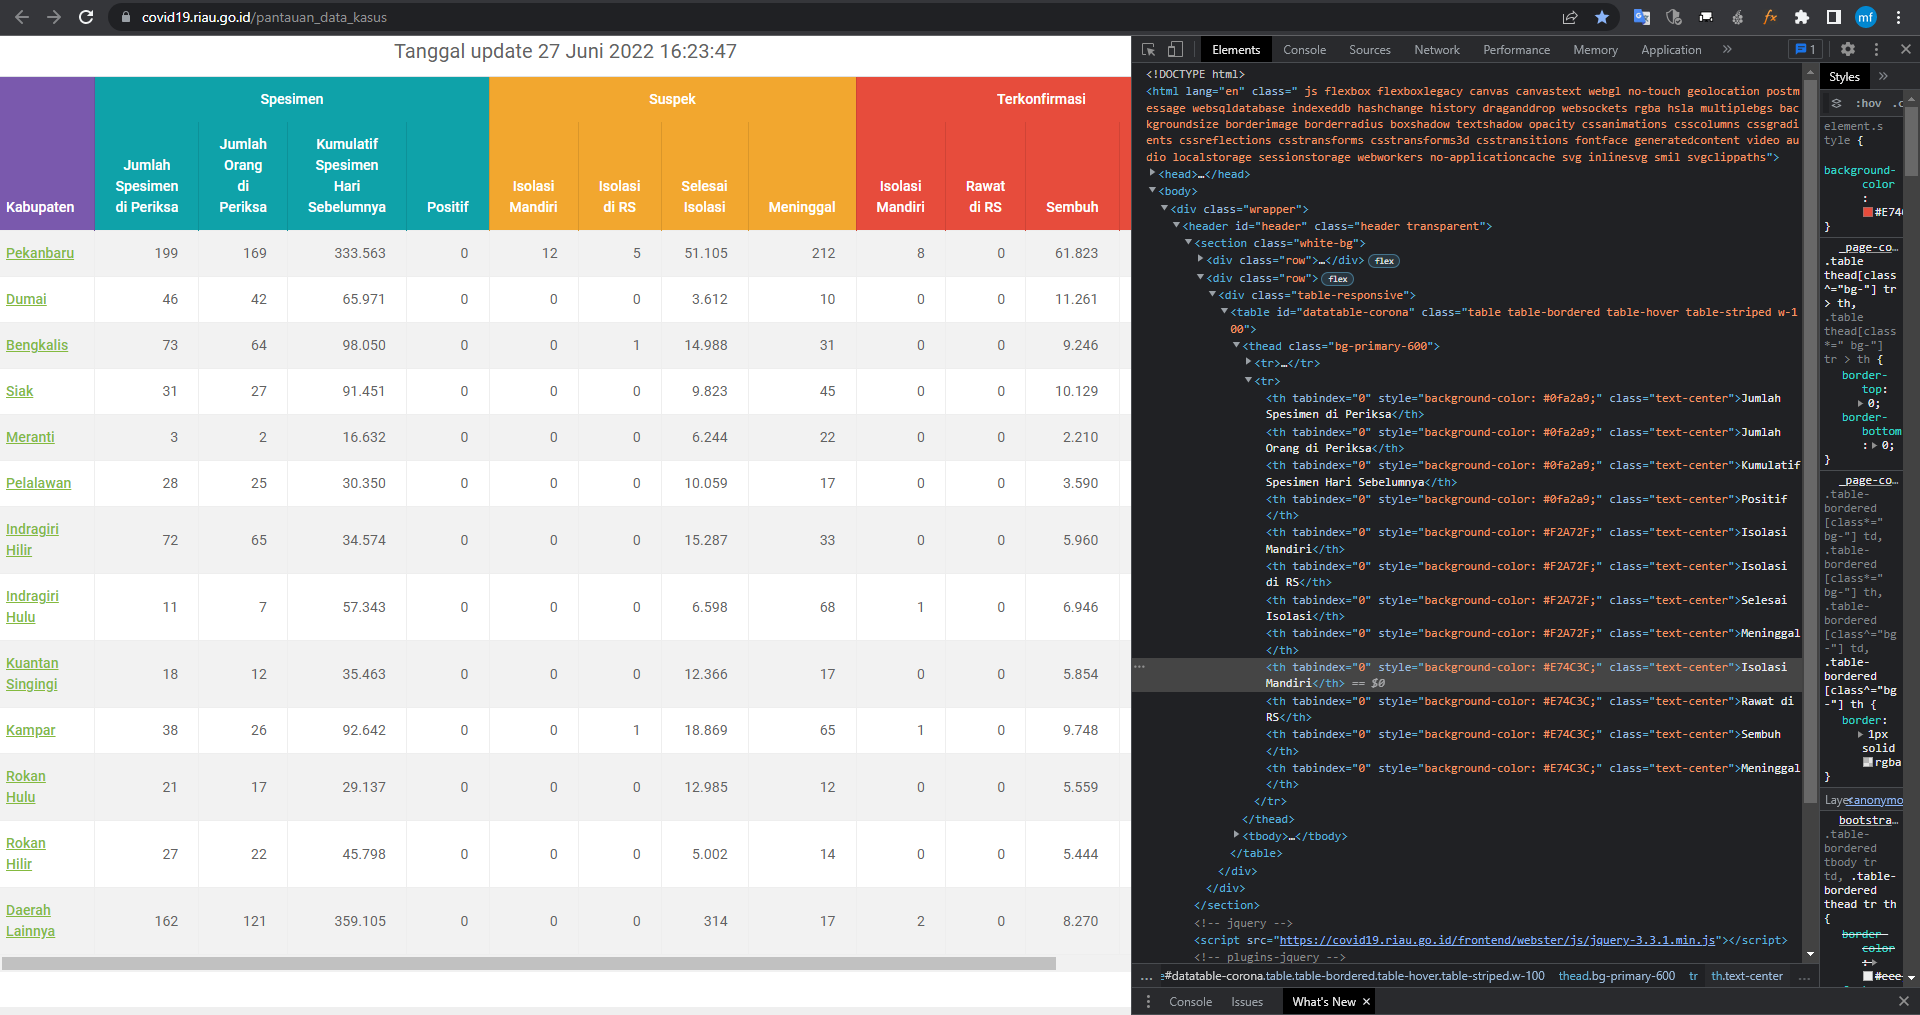 covid19.riau.go.id/pantauan_data_kasus
mf
Tanggal update 27 Juni 2022 16:23:47
Spesimen Suspek Terkonfirmasi
Kabupaten
Jumlah Spesimen di Periksa
Jumlah Orang di Periksa
Kumulatif Spesimen Hari Sebelumnya
Positif
Isolasi Mandiri
Isolasi di RS
Selesai Isolasi
Meninggal
Isolasi Mandiri
Rawat di RS
Sembuh
Pekanbaru 199 169 333.563 0 12 5 51.105 212 8 0 61.823
Dumai 46 42 65.971 0 0 0 3.612 10 0 0 11.261
Bengkalis 73 64 98.050 0 0 1 14.988 31 0 0 9.246
Siak 31 27 91.451 0 0 0 9.823 45 0 0 10.129
Meranti 3 2 16.632 0 0 0 6.244 22 0 0 2.210
Pelalawan 28 25 30.350 0 0 0 10.059 17 0 0 3.590
Indragiri Hilir 72 65 34.574 0 0 0 15.287 33 0 0 5.960
Indragiri Hulu 11 7 57.343 0 0 0 6.598 68 1 0 6.946
Kuantan Singingi 18 12 35.463 0 0 0 12.366 17 0 0 5.854
Kampar 38 26 92.642 0 0 1 18.869 65 1 0 9.748
Rokan Hulu 21 17 29.137 0 0 0 12.985 12 0 0 5.559
Rokan Hilir 27 22 45.798 0 0 0 5.002 14 0 0 5.444
Daerah Lainnya 162 121 359.105 0 0 0 314 17 2 0 8.270
Elements Console Sources Network Performance Memory Application » 1
<!DOCTYPE html>
<html lang="en" class=" js flexbox flexboxlegacy canvas canvastext webgl no-touch geolocation postm
essage websqldatabase indexeddb hashchange history draganddrop websockets rgba hsla multiplebgs bac
kgroundsize borderimage borderradius boxshadow textshadow opacity cssanimations csscolumns cssgradi
ents cssreflections csstransforms csstransforms3d csstransitions fontface generatedcontent video au
dio localstorage sessionstorage webworkers no-applicationcache svg inlinesvg smil svgclippaths">
<head>…</head>
<body>
<div class="wrapper">
<header id="header" class="header transparent">
<section class="white-bg">
<div class="row">…</div> flex
<div class="row"> flex
<div class="table-responsive">
<table id="datatable-corona" class="table table-bordered table-hover table-striped w-1
00">
<thead class="bg-primary-600">
<tr>…</tr>
<tr>
<th tabindex="0" style="background-color: #0fa2a9;" class="text-center">Jumlah
Spesimen di Periksa</th>
<th tabindex="0" style="background-color: #0fa2a9;" class="text-center">Jumlah
Orang di Periksa</th>
<th tabindex="0" style="background-color: #0fa2a9;" class="text-center">Kumulatif
Spesimen Hari Sebelumnya</th>
<th tabindex="0" style="background-color: #0fa2a9;" class="text-center">Positif
</th>
<th tabindex="0" style="background-color: #F2A72F;" class="text-center">Isolasi
Mandiri</th>
<th tabindex="0" style="background-color: #F2A72F;" class="text-center">Isolasi
di RS</th>
<th tabindex="0" style="background-color: #F2A72F;" class="text-center">Selesai
Isolasi</th>
<th tabindex="0" style="background-color: #F2A72F;" class="text-center">Meninggal
</th>
<th tabindex="0" style="background-color: #E74C3C;" class="text-center">Isolasi
Mandiri</th> == $0
<th tabindex="0" style="background-color: #E74C3C;" class="text-center">Rawat di
RS</th>
<th tabindex="0" style="background-color: #E74C3C;" class="text-center">Sembuh
</th>
<th tabindex="0" style="background-color: #E74C3C;" class="text-center">Meninggal
</th>
</tr>
</thead>
<tbody>…</tbody>
</table>
</div>
</div>
</section>
<!-- jquery -->
<script src="https://covid19.riau.go.id/frontend/webster/js/jquery-3.3.1.min.js"></script>
<!-- plugins-jquery -->
… e#datatable-corona.table.table-bordered.table-hover.table-striped.w-100 thead.bg-primary-600 tr th.text-center …
Console Issues What's New ×
Styles »
:hov .c
element.s
tyle {
background-
color
:
#E74
}
_page-co…
.table
thead[class
^="bg-"] tr
> th,
.table
thead[class
*=" bg-"]
tr > th {
border-
top:
0;
border-
bottom
: 0;
}
_page-co…
.table-
bordered
[class*="
bg-"] td,
.table-
bordered
[class*="
bg-"] th,
.table-
bordered
[class^="bg
-"] td,
.table-
bordered
[class^="bg
-"] th {
border:
1px
solid
rgba
}
Layer <anonymo
bootstra…
.table-
bordered
tbody tr
td, .table-
bordered
thead tr th
{
border-
color
:
#eee